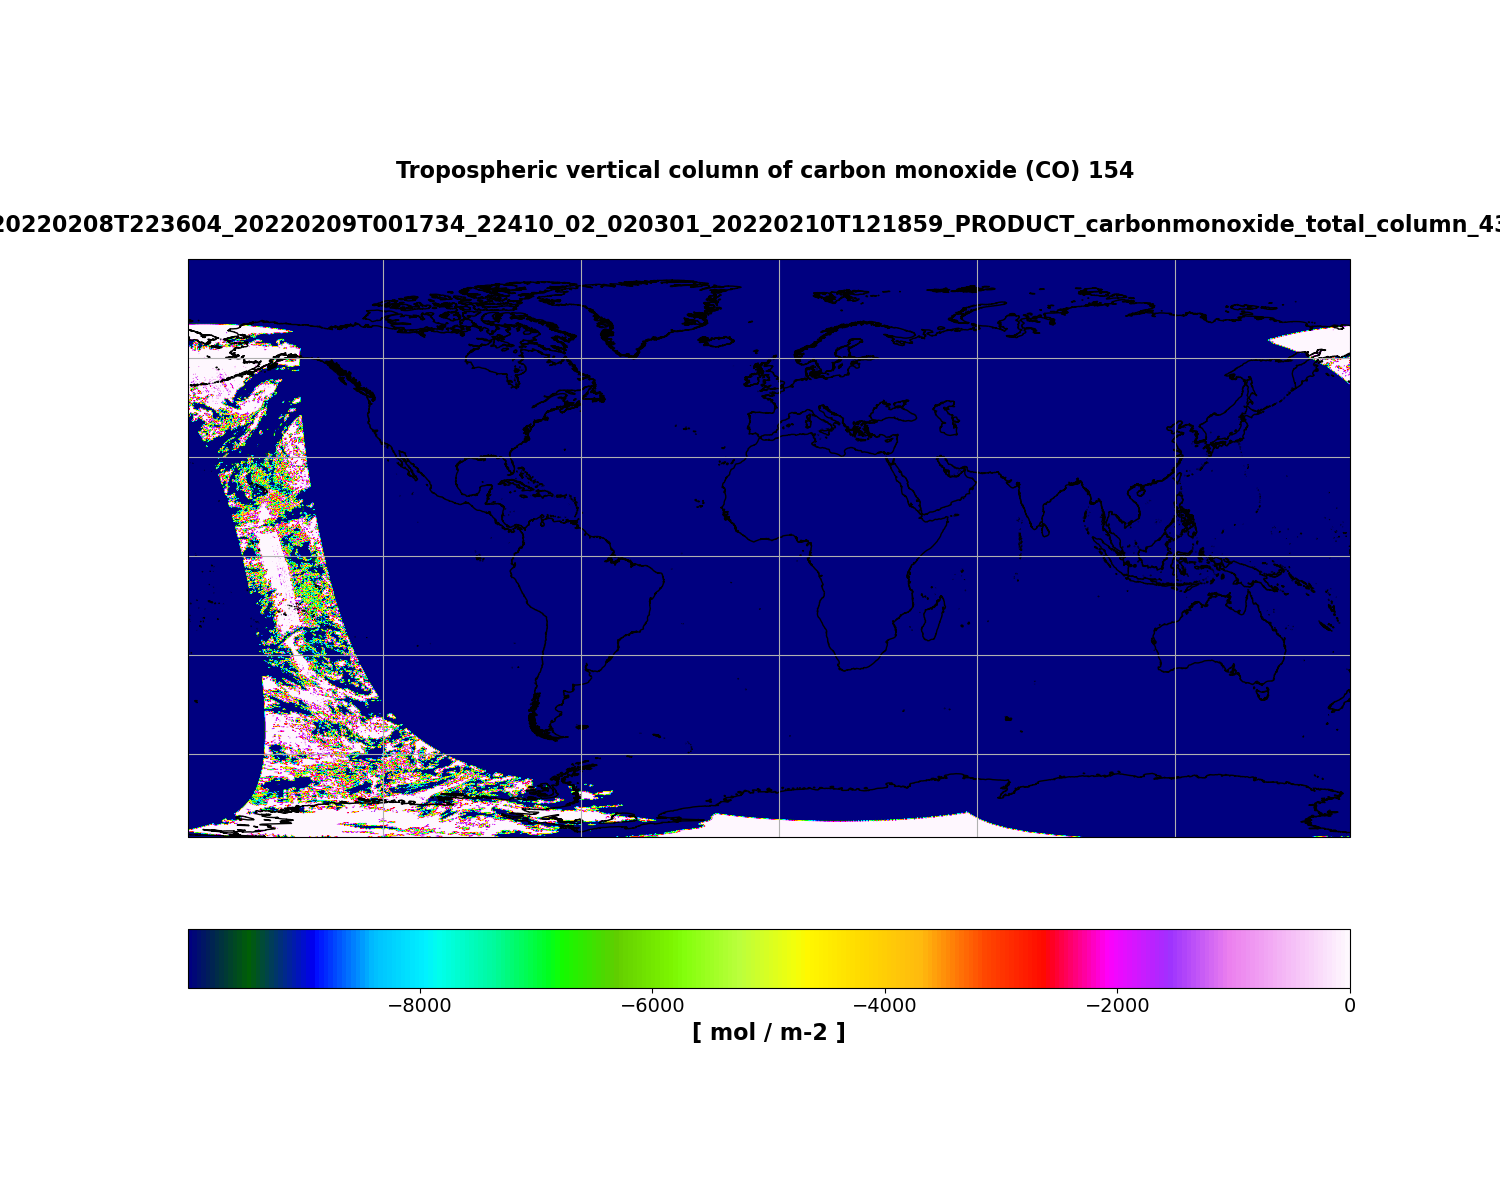 Tropospheric vertical column of carbon monoxide (CO) 154
20220208T223604_20220209T001734_22410_02_020301_20220210T121859_PRODUCT_carbonmonoxide_total_column_43
−8000 −6000 −4000 −2000 0
[ mol / m-2 ]